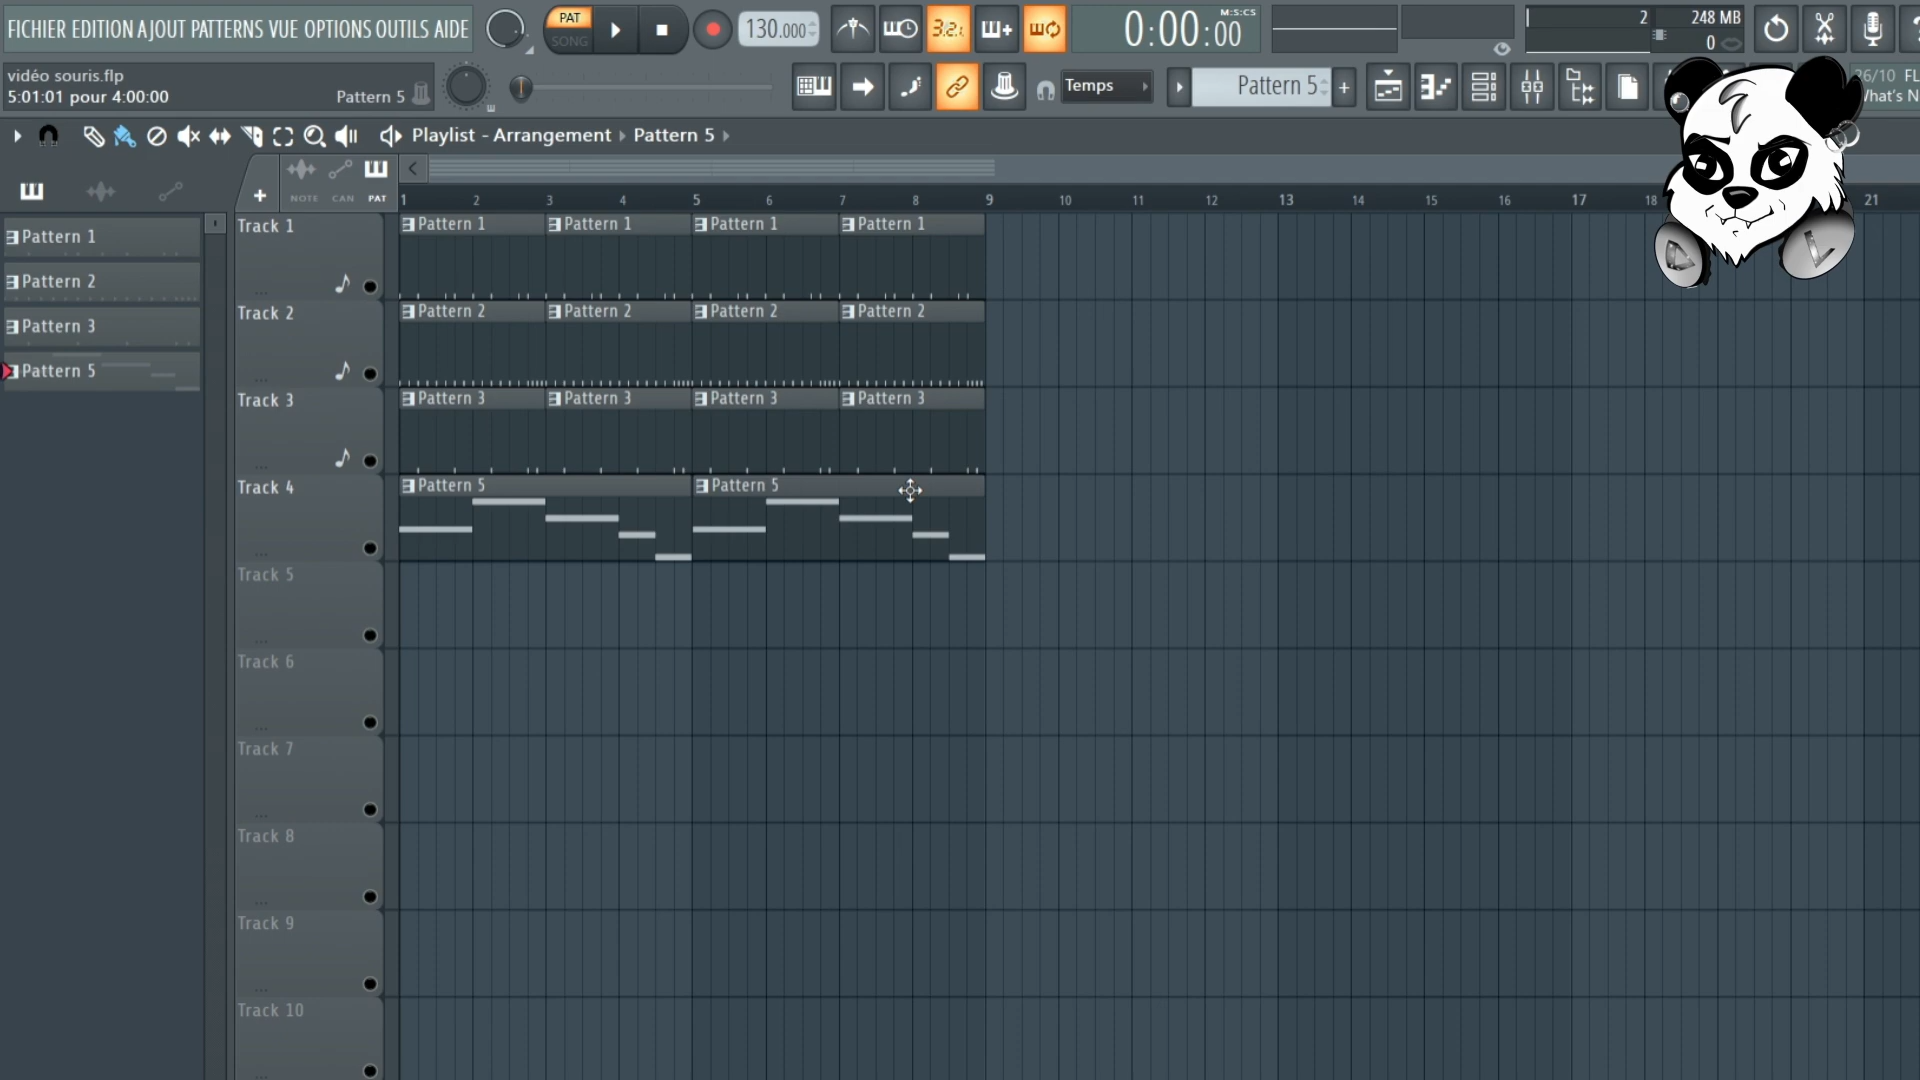 FICHIER EDITION AJOUT PATTERNS VUE OPTIONS OUTILS AIDE
PAT
SONG
130.000
3.2.
0:00:00
M:S:CS
2
248 MB
0
vidéo souris.flp
5:01:01 pour 4:00:00
Pattern 5
Temps
Pattern 5
26/10 FL
Playlist - Arrangement Pattern 5
NOTE CAN PAT
1 2 3 4 5 6 7 8 9 10 11 12 13 14 15 16 17 18 21
Pattern 1
Pattern 2
Pattern 3
Pattern 5
Track 1
Pattern 1 Pattern 1 Pattern 1 Pattern 1
Track 2
Pattern 2 Pattern 2 Pattern 2 Pattern 2
Track 3
Pattern 3 Pattern 3 Pattern 3 Pattern 3
Track 4
Pattern 5 Pattern 5
Track 5
Track 6
Track 7
Track 8
Track 9
Track 10